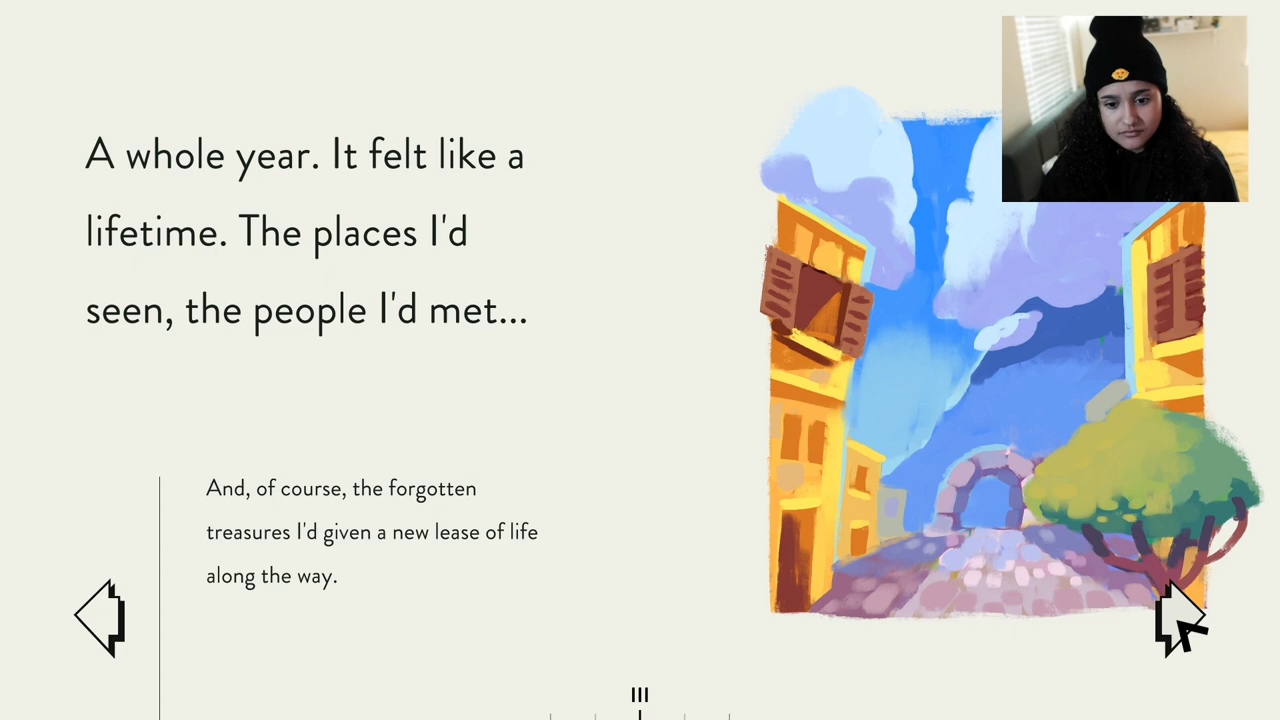 A whole year. It felt like a
lifetime. The places I'd
seen, the people I'd met...
And, of course, the forgotten
treasures I'd given a new lease of life
along the way.
III